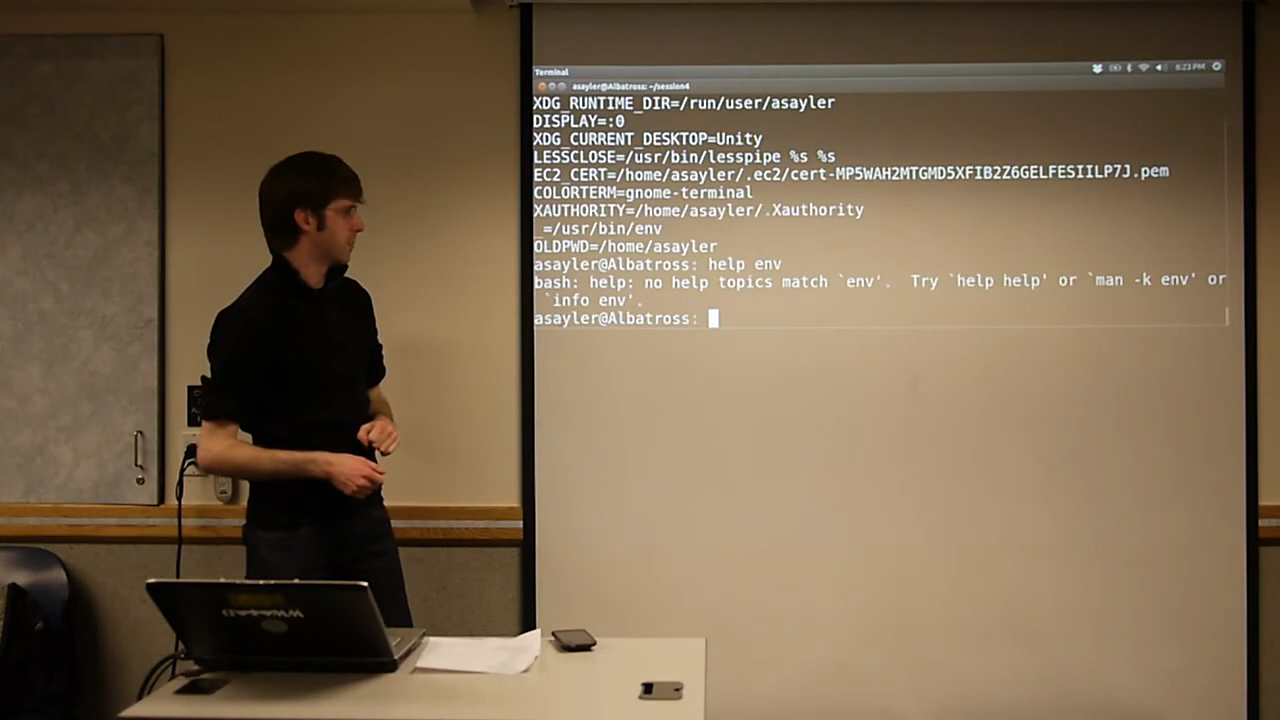 Terminal
6:23 PM
asayler@Albatross: ~/session4
XDG_RUNTIME_DIR=/run/user/asayler
DISPLAY=:0
XDG_CURRENT_DESKTOP=Unity
LESSCLOSE=/usr/bin/lesspipe %s %s
EC2_CERT=/home/asayler/.ec2/cert-MP5WAH2MTGMD5XFIB2Z6GELFESIILP7J.pem
COLORTERM=gnome-terminal
XAUTHORITY=/home/asayler/.Xauthority
_=/usr/bin/env
OLDPWD=/home/asayler
asayler@Albatross: help env
bash: help: no help topics match `env'.  Try `help help' or `man -k env' or
 `info env'.
asayler@Albatross: